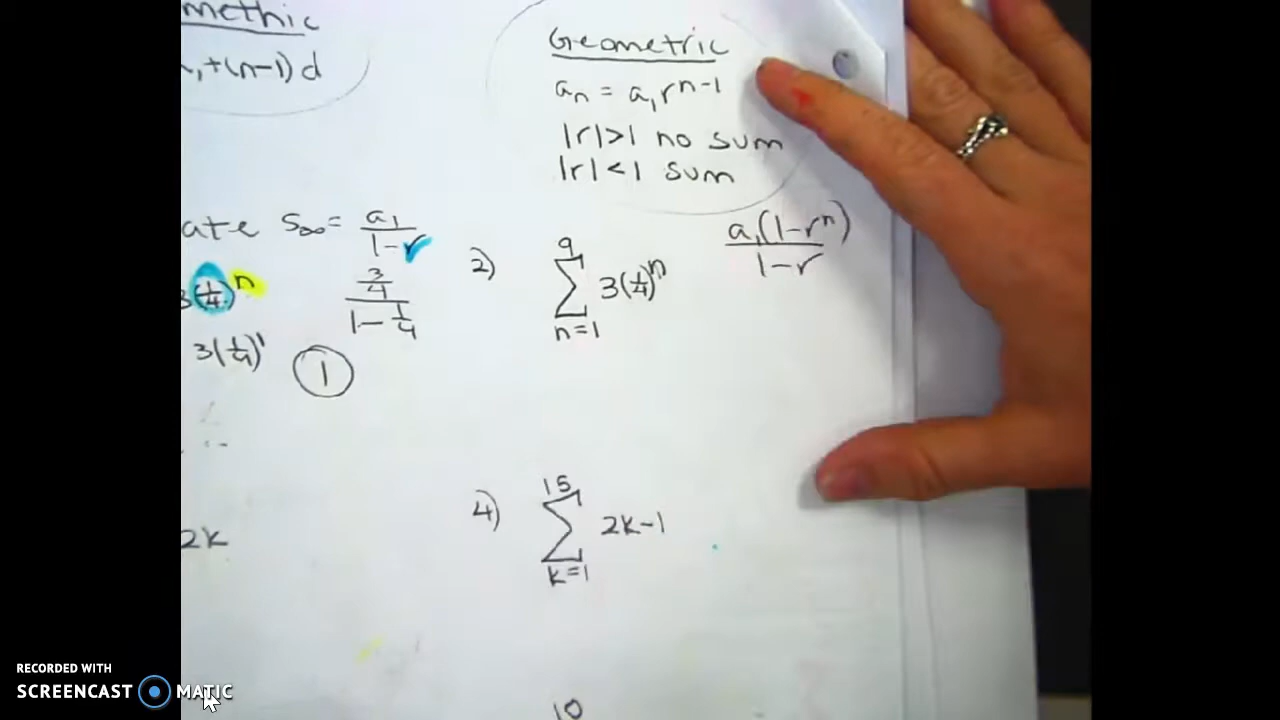 methic
a₁+(n-1)d
Geometric
aₙ = a₁rⁿ⁻¹
|r|>1 no sum
|r|<1 sum
ate S∞ = a₁/(1-r)
3(1/4)ⁿ
(3/4)/(1-1/4)
3(1/4)¹
1
2) 9 Σ n=1 3(1/4)ⁿ
a₁(1-rⁿ)/(1-r)
2k
4) 15 Σ k=1 2k-1
10
RECORDED WITH
SCREENCAST MATIC